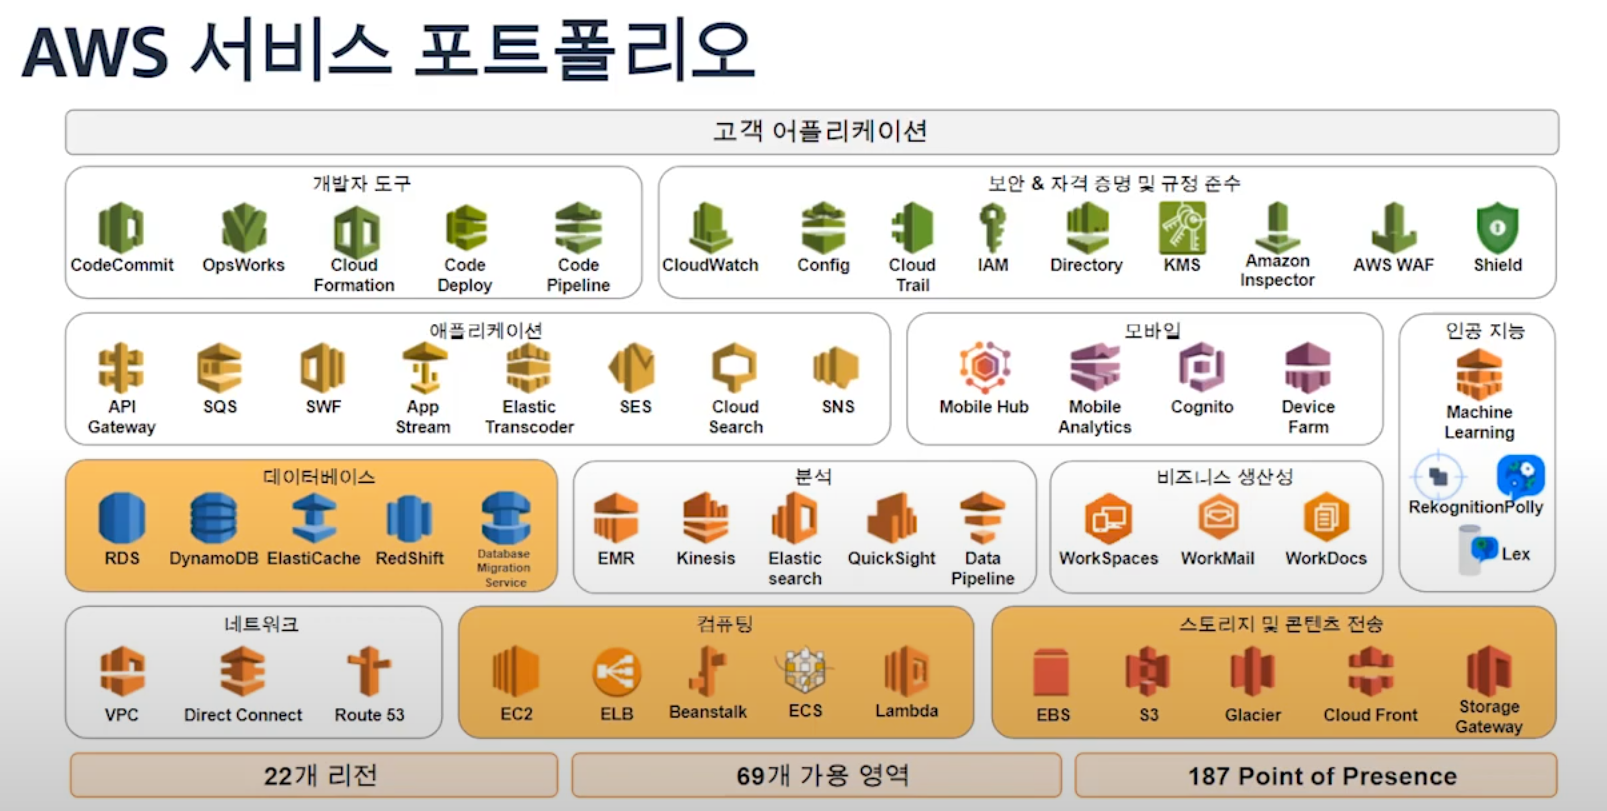 AWS 서비스 포트폴리오
고객 어플리케이션
개발자 도구
CodeCommit
OpsWorks
Cloud
Formation
Code
Deploy
Code
Pipeline
보안 & 자격 증명 및 규정 준수
CloudWatch
Config
Cloud
Trail
IAM
Directory
KMS
Amazon
Inspector
AWS WAF
Shield
애플리케이션
API
Gateway
SQS
SWF
App
Stream
Elastic
Transcoder
SES
Cloud
Search
SNS
모바일
Mobile Hub
Mobile
Analytics
Cognito
Device
Farm
인공 지능
Machine
Learning
Rekognition
Polly
Lex
데이터베이스
RDS
DynamoDB
ElastiCache
RedShift
Database
Migration
Service
분석
EMR
Kinesis
Elastic
search
QuickSight
Data
Pipeline
비즈니스 생산성
WorkSpaces
WorkMail
WorkDocs
네트워크
VPC
Direct Connect
Route 53
컴퓨팅
EC2
ELB
Beanstalk
ECS
Lambda
스토리지 및 콘텐츠 전송
EBS
S3
Glacier
Cloud Front
Storage
Gateway
22개 리전
69개 가용 영역
187 Point of Presence